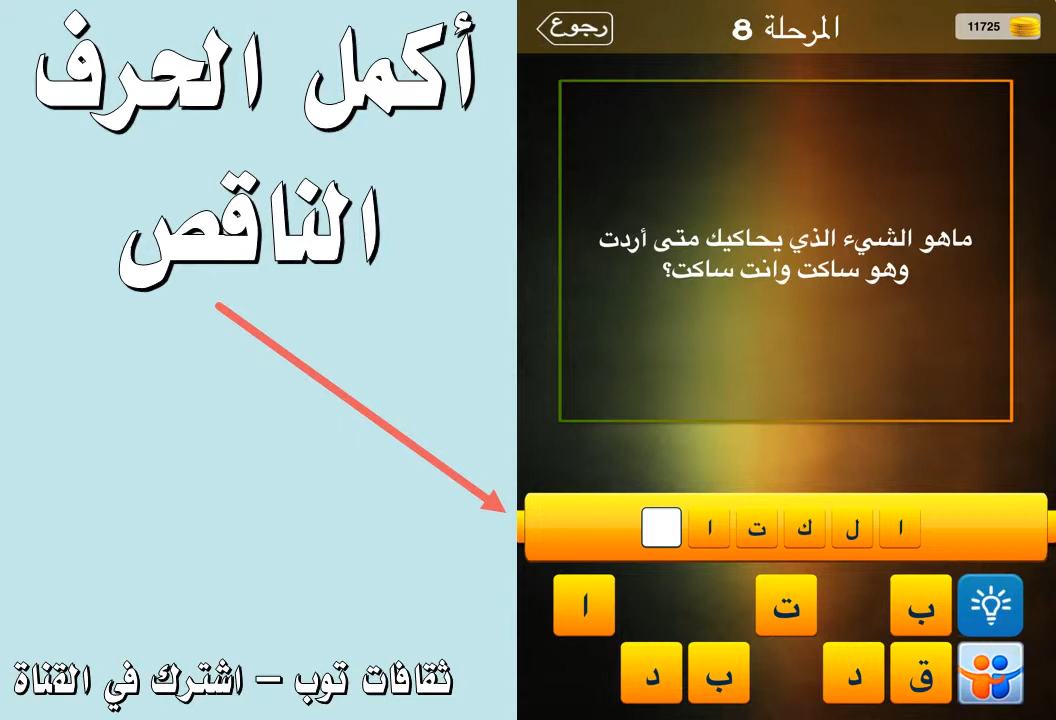 أكمل الحرف
الناقص
ثقافات توب – اشترك في القناة
رجوع
المرحلة 8
11725
ماهو الشيء الذي يحاكيك متى أردت
وهو ساكت وانت ساكت؟
ا ل ك ت ا
ب ت ا
ق د ب د